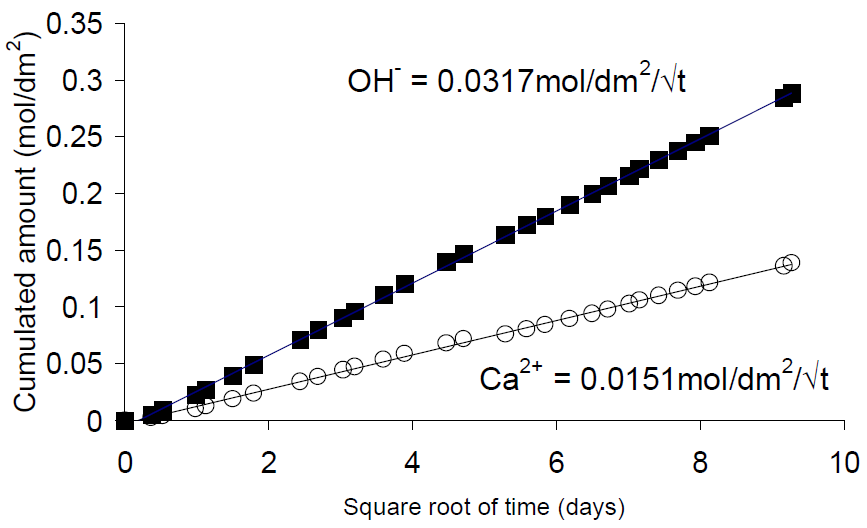 0.35
0.3
0.25
0.2
0.15
0.1
0.05
0
Cumulated amount (mol/dm²)
OH⁻ = 0.0317mol/dm²/√t
Ca²⁺ = 0.0151mol/dm²/√t
0 2 4 6 8 10
Square root of time (days)